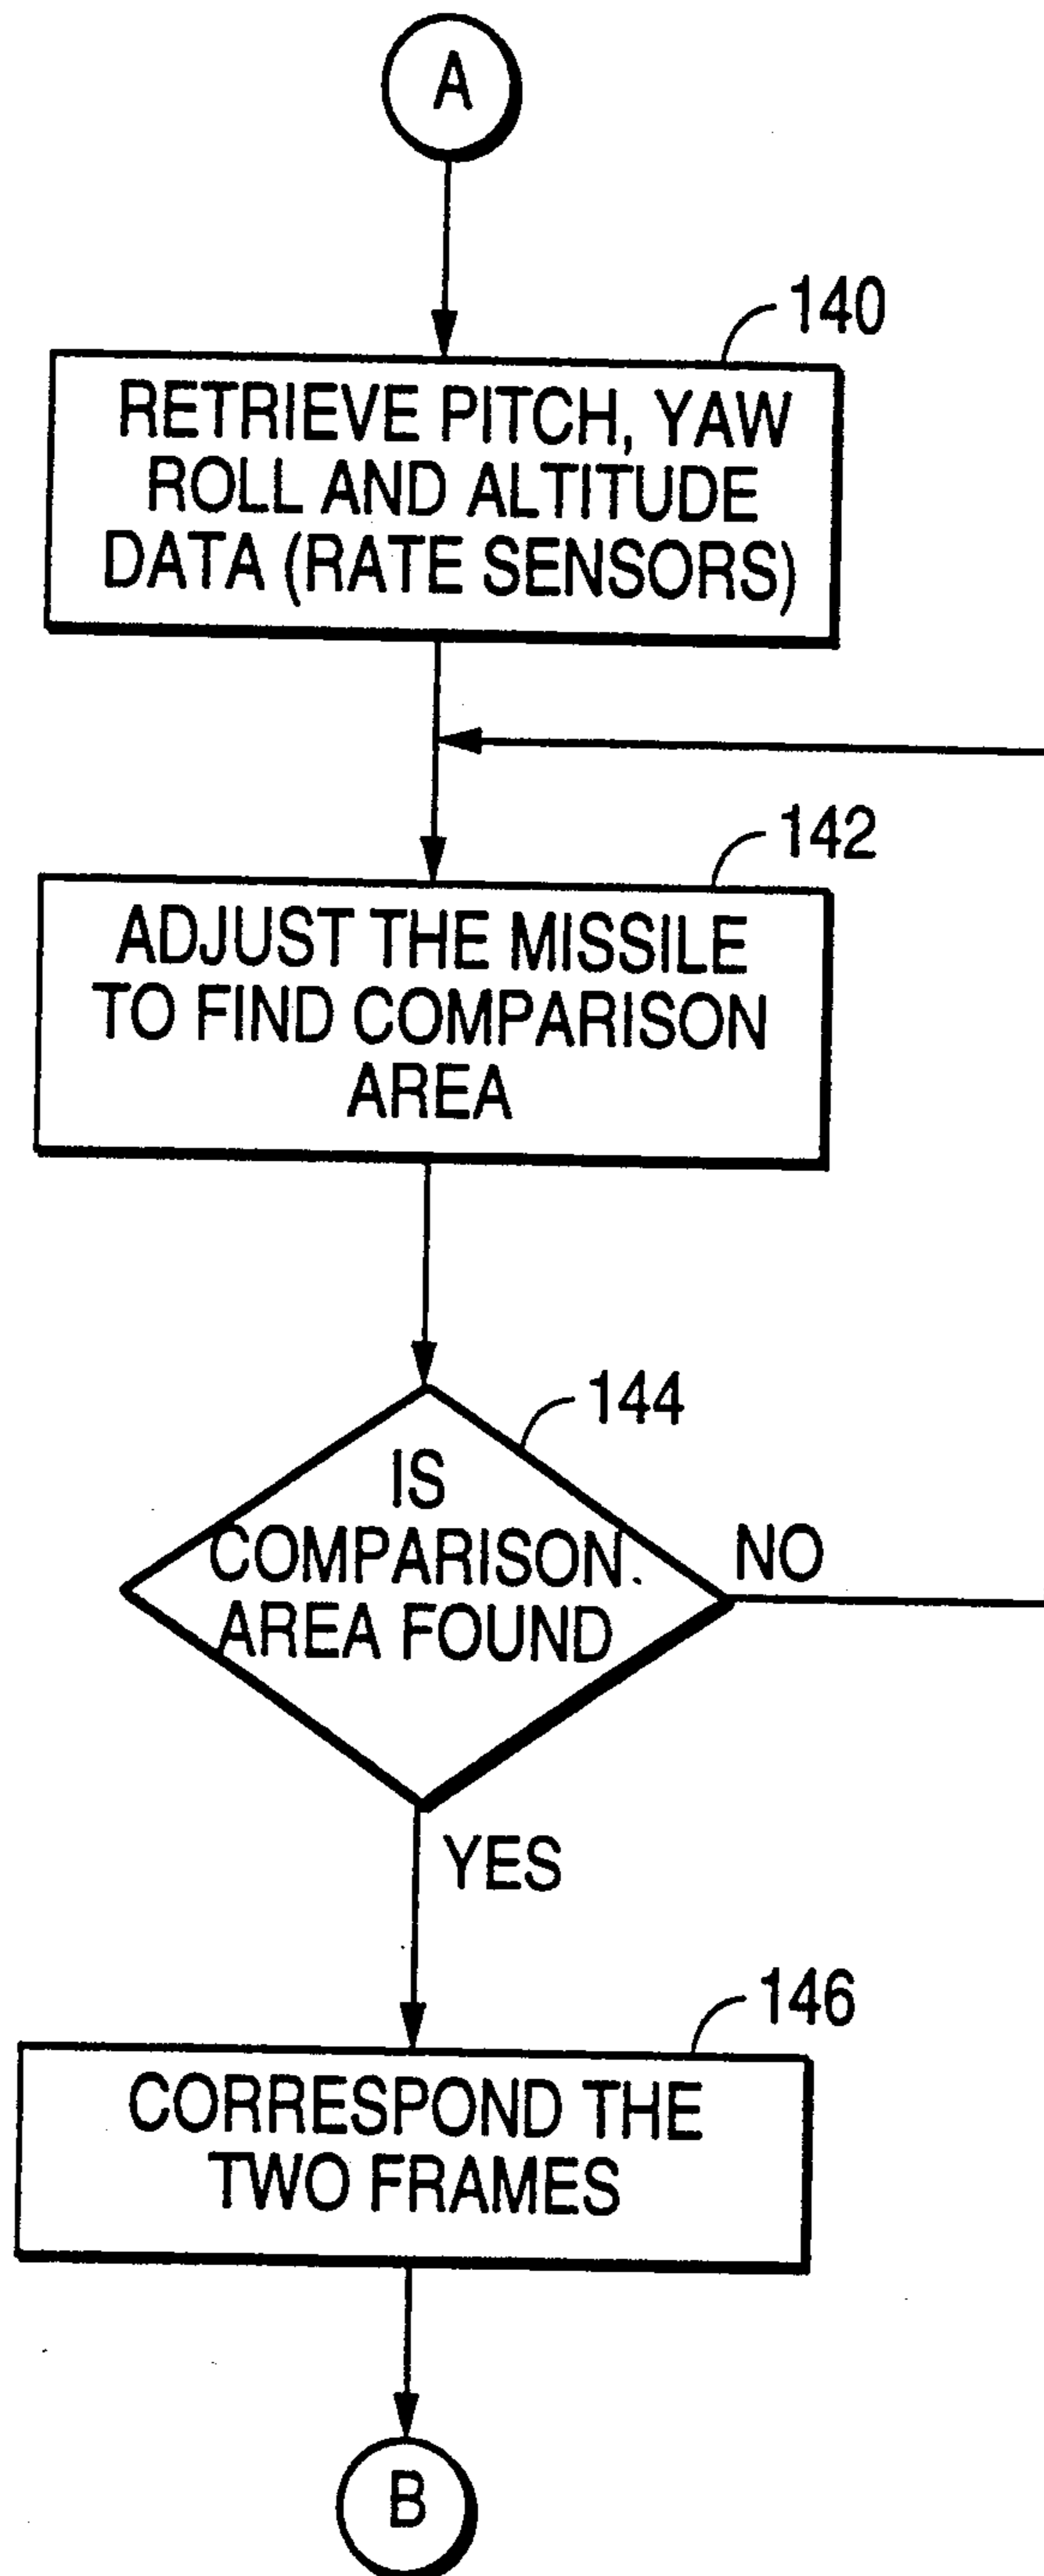 A
140
RETRIEVE PITCH, YAW
ROLL AND ALTITUDE
DATA (RATE SENSORS)
142
ADJUST THE MISSILE
TO FIND COMPARISON
AREA
144
IS
COMPARISON
AREA FOUND
NO
YES
146
CORRESPOND THE
TWO FRAMES
B